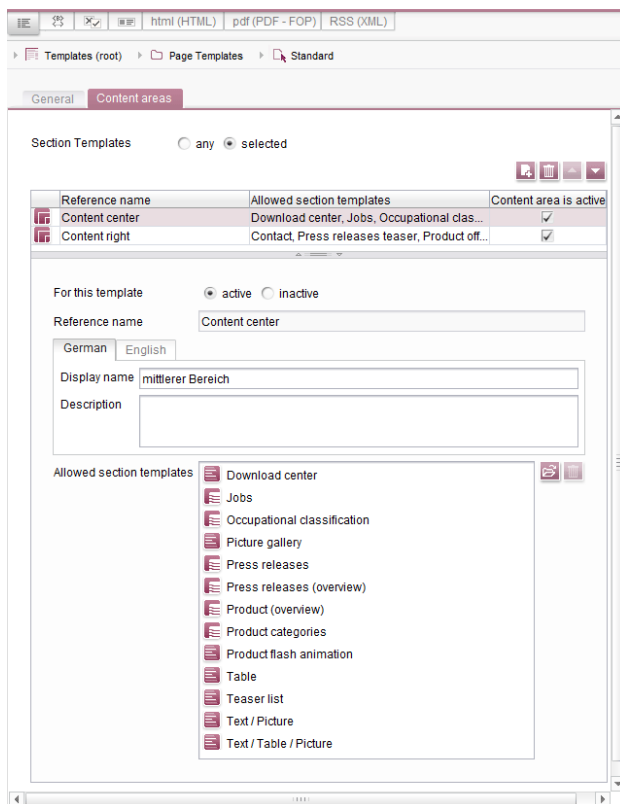 html (HTML) pdf (PDF - FOP) RSS (XML)
Templates (root) Page Templates Standard
General Content areas
Section Templates any selected
Reference name Allowed section templates Content area is active
Content center Download center, Jobs, Occupational clas...
Content right Contact, Press releases teaser, Product off...
For this template active inactive
Reference name Content center
German English
Display name mittlerer Bereich
Description
Allowed section templates Download center
Jobs
Occupational classification
Picture gallery
Press releases
Press releases (overview)
Product (overview)
Product categories
Product flash animation
Table
Teaser list
Text / Picture
Text / Table / Picture